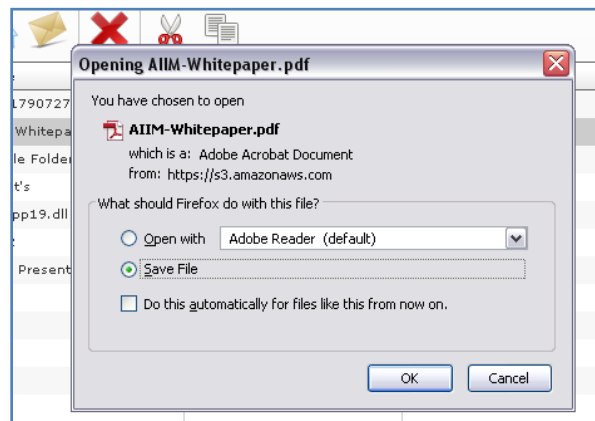 Opening AIIM-Whitepaper.pdf
You have chosen to open
AIIM-Whitepaper.pdf
which is a: Adobe Acrobat Document
from: https://s3.amazonaws.com
What should Firefox do with this file?
Open with Adobe Reader (default)
Save File
Do this automatically for files like this from now on.
OK Cancel
1790727
Whitepa
le Folder
t's
pp19.dll
Present